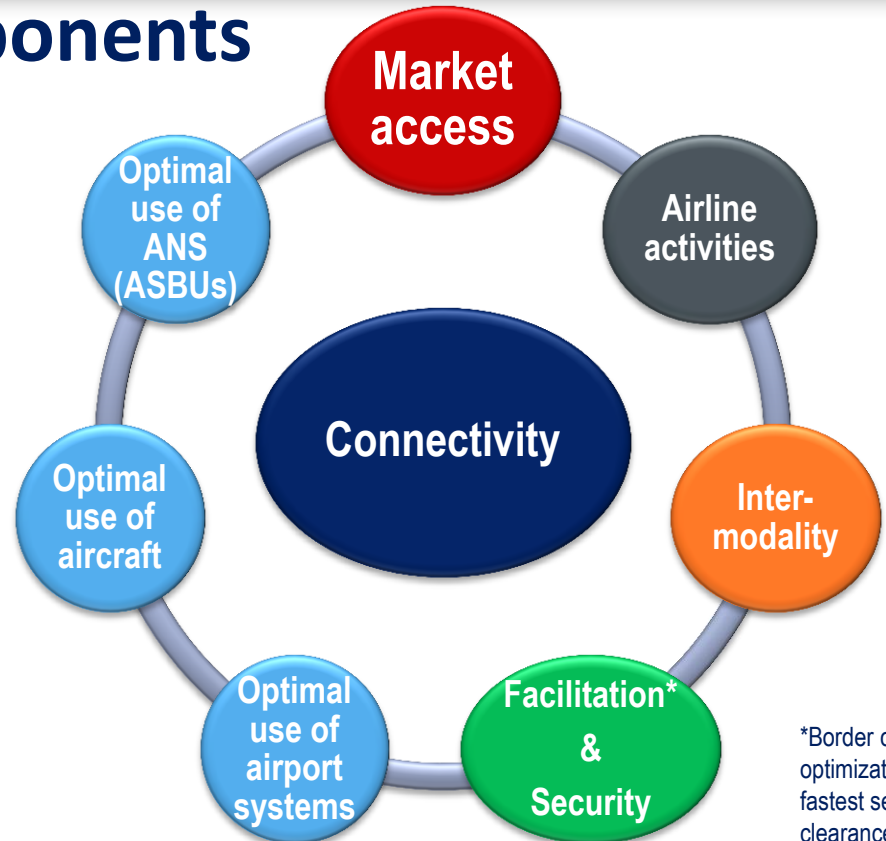 ponents
Market
access
Airline
activities
Inter-
modality
Facilitation*
&
Security
Optimal
use of
airport
systems
Optimal
use of
aircraft
Optimal
use of
ANS
(ASBUs)
Connectivity
*Border
optimizat
fastest se
clearance